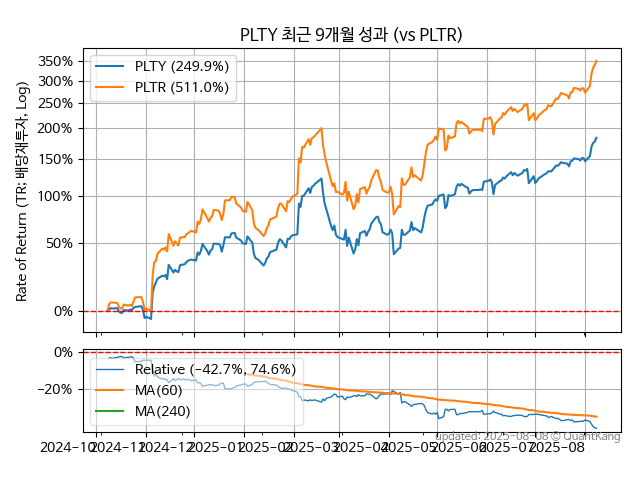 PLTY 최근 9개월 성과 (vs PLTR)
Rate of Return (TR: 배당재투자, Log)
350%
300%
250%
200%
150%
100%
50%
0%
PLTY (249.9%)
PLTR (511.0%)
0%
−20%
Relative (−42.7%, 74.6%)
MA(60)
MA(240)
updated: 2025-08-08 © QuantKang
2024-10
2024-11
2024-12
2025-01
2025-02
2025-03
2025-04
2025-05
2025-06
2025-07
2025-08